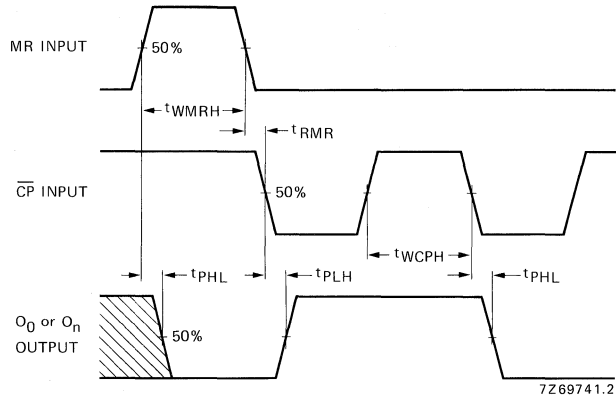 MR INPUT
50%
tWMRH
tRMR
CP INPUT
50%
tWCPH
tPHL
tPLH
tPHL
O0 or On
OUTPUT
50%
7Z69741.2